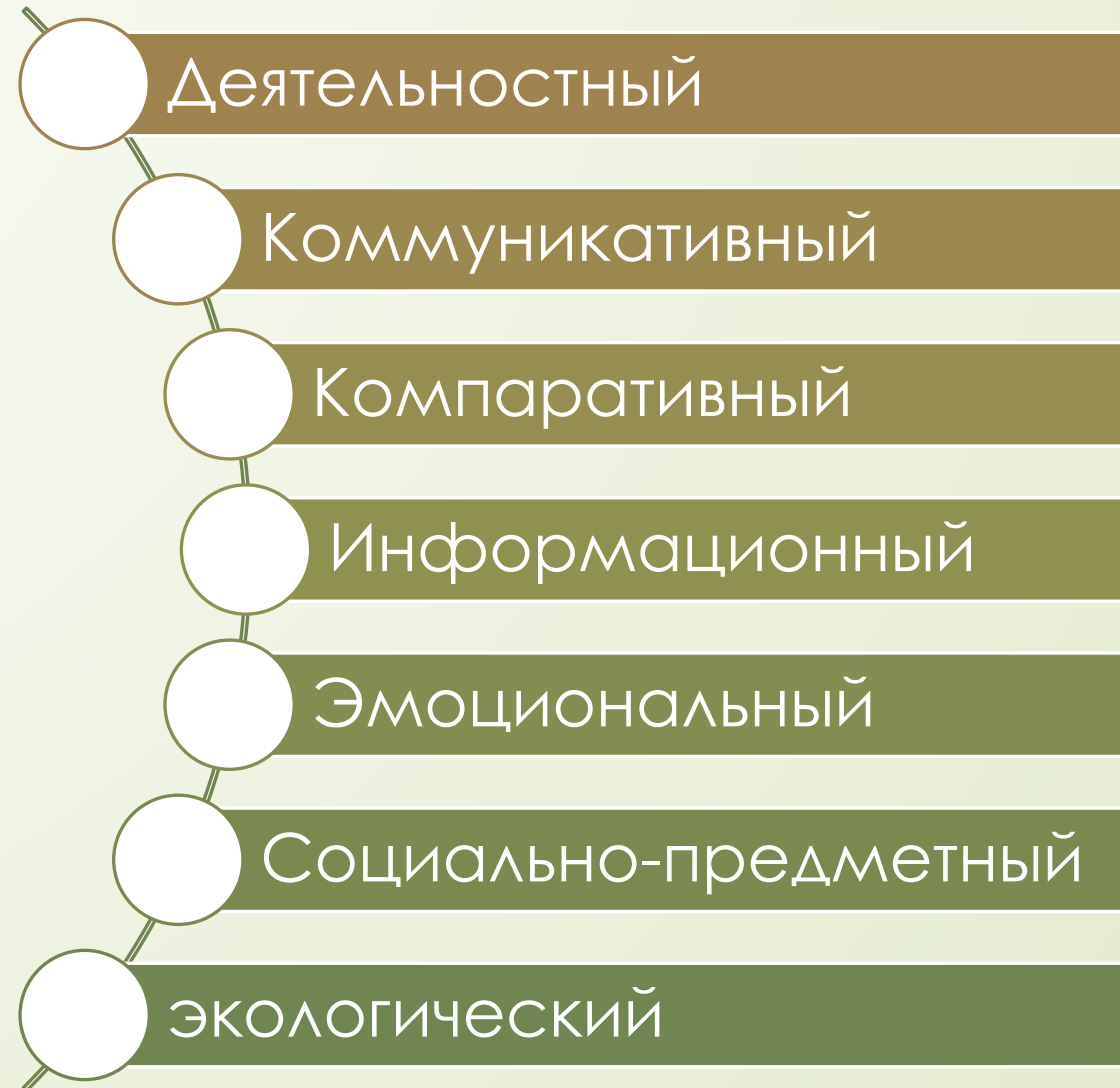 Деятельностный
Коммуникативный
Компаративный
Информационный
Эмоциональный
Социально-предметный
экологический